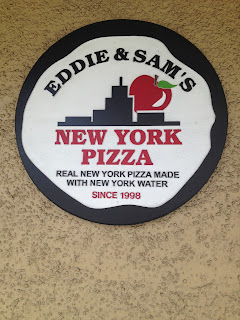 EDDIE & SAM'S
NEW YORK
PIZZA
REAL NEW YORK PIZZA MADE
WITH NEW YORK WATER
SINCE 1998